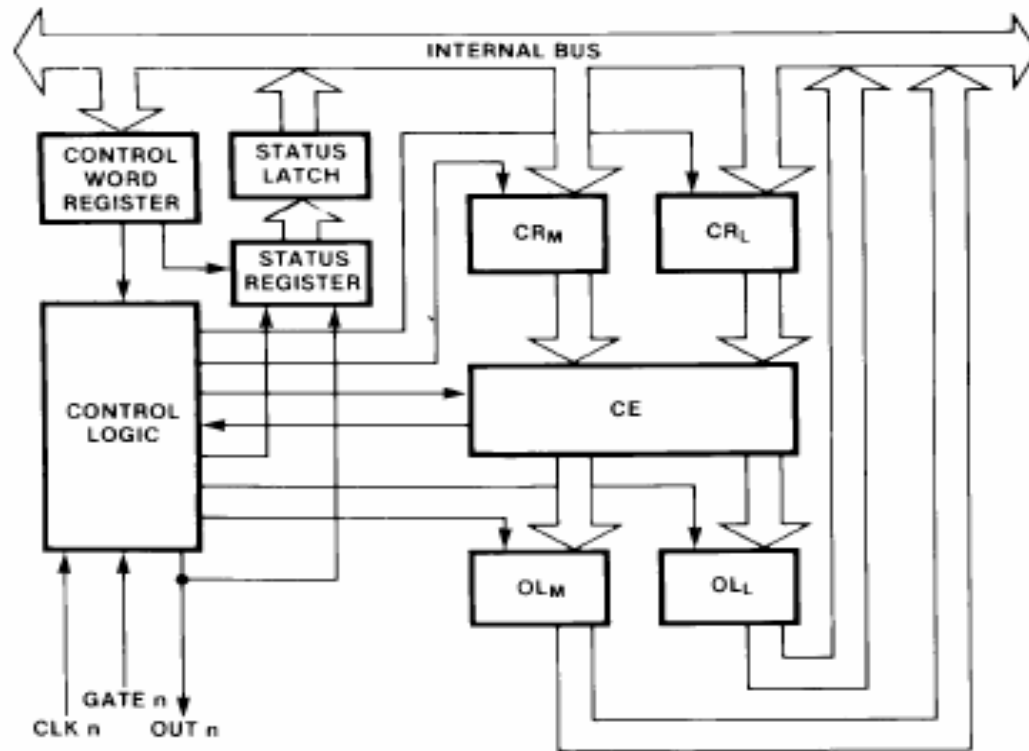 INTERNAL BUS
CONTROL
WORD
REGISTER
STATUS
LATCH
STATUS
REGISTER
CRM
CRL
CONTROL
LOGIC
CE
OLM
OLL
GATE n
CLK n
OUT n